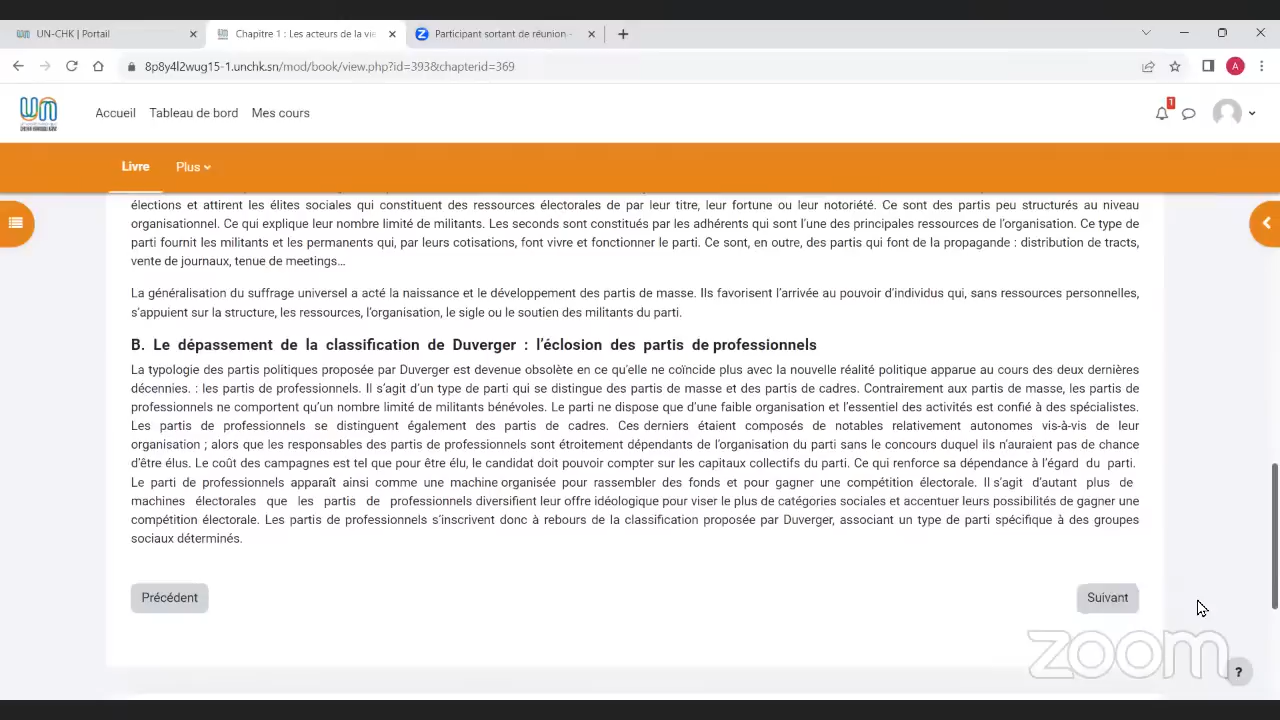 UN-CHK | Portail
Chapitre 1 : Les acteurs de la vie
Participant sortant de réunion -
8p8y4l2wug15-1.unchk.sn/mod/book/view.php?id=393&chapterid=369
A
Accueil Tableau de bord Mes cours
1
Livre Plus
élections et attirent les élites sociales qui constituent des ressources électorales de par leur titre, leur fortune ou leur notoriété. Ce sont des partis peu structurés au niveau
organisationnel. Ce qui explique leur nombre limité de militants. Les seconds sont constitués par les adhérents qui sont l'une des principales ressources de l'organisation. Ce type de
parti fournit les militants et les permanents qui, par leurs cotisations, font vivre et fonctionner le parti. Ce sont, en outre, des partis qui font de la propagande : distribution de tracts,
vente de journaux, tenue de meetings…
La généralisation du suffrage universel a acté la naissance et le développement des partis de masse. Ils favorisent l'arrivée au pouvoir d'individus qui, sans ressources personnelles,
s'appuient sur la structure, les ressources, l'organisation, le sigle ou le soutien des militants du parti.
B. Le dépassement de la classification de Duverger : l'éclosion des partis de professionnels
La typologie des partis politiques proposée par Duverger est devenue obsolète en ce qu'elle ne coïncide plus avec la nouvelle réalité politique apparue au cours des deux dernières
décennies. : les partis de professionnels. Il s'agit d'un type de parti qui se distingue des partis de masse et des partis de cadres. Contrairement aux partis de masse, les partis de
professionnels ne comportent qu'un nombre limité de militants bénévoles. Le parti ne dispose que d'une faible organisation et l'essentiel des activités est confié à des spécialistes.
Les partis de professionnels se distinguent également des partis de cadres. Ces derniers étaient composés de notables relativement autonomes vis-à-vis de leur
organisation ; alors que les responsables des partis de professionnels sont étroitement dépendants de l'organisation du parti sans le concours duquel ils n'auraient pas de chance
d'être élus. Le coût des campagnes est tel que pour être élu, le candidat doit pouvoir compter sur les capitaux collectifs du parti. Ce qui renforce sa dépendance à l'égard du parti.
Le parti de professionnels apparaît ainsi comme une machine organisée pour rassembler des fonds et pour gagner une compétition électorale. Il s'agit d'autant plus de
machines électorales que les partis de professionnels diversifient leur offre idéologique pour viser le plus de catégories sociales et accentuer leurs possibilités de gagner une
compétition électorale. Les partis de professionnels s'inscrivent donc à rebours de la classification proposée par Duverger, associant un type de parti spécifique à des groupes
sociaux déterminés.
Précédent
Suivant
zoom
?